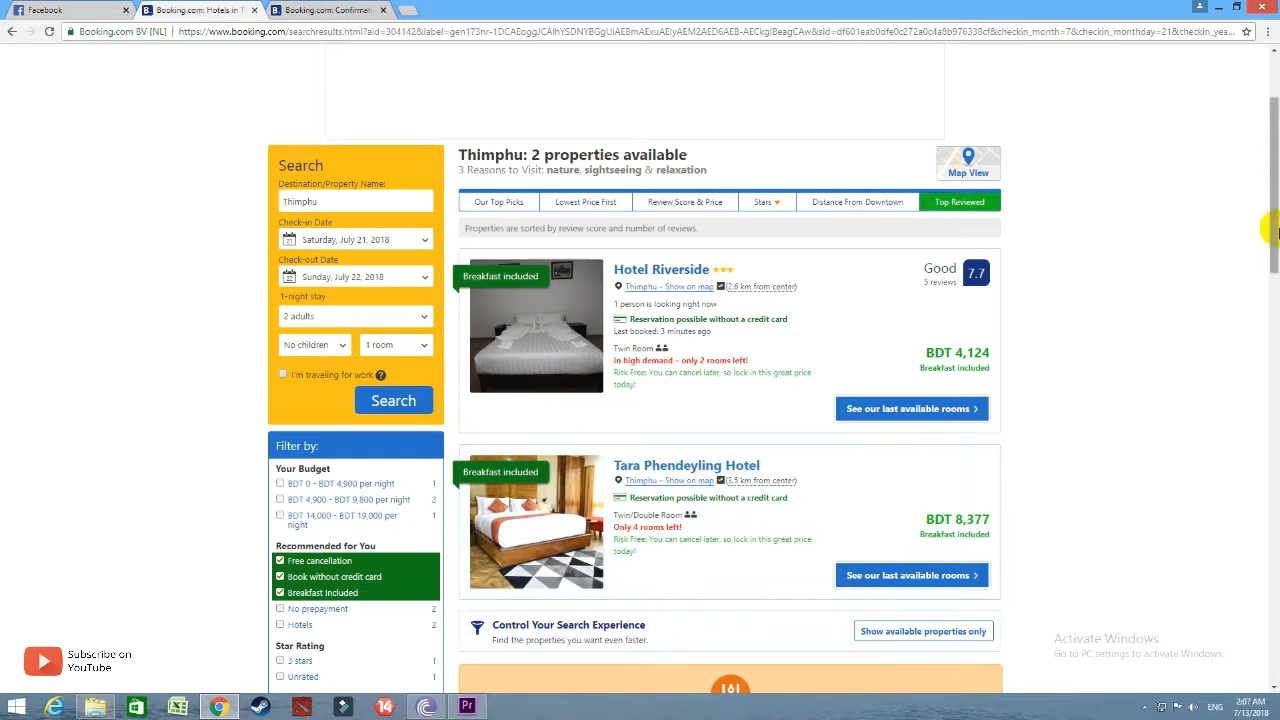 Facebook
Booking.com: Hotels in T
Booking.com: Confirmati
Booking.com BV [NL]
Search
Destination/Property Name:
Thimphu
Check-in Date
21
Saturday, July 21, 2018
Check-out Date
22
Sunday, July 22, 2018
1-night stay
2 adults
No children
1 room
I'm traveling for work
Search
Filter by:
Your Budget
BDT 0 - BDT 4,900 per night 1
BDT 4,900 - BDT 9,800 per night 2
BDT 14,000 - BDT 19,000 per 1
night
Recommended for You
Free cancellation
Book without credit card
Breakfast Included
No prepayment 2
Hotels 2
Star Rating
3 stars 1
Unrated 1
Thimphu: 2 properties available
3 Reasons to Visit: nature, sightseeing & relaxation
Map View
Our Top Picks
Lowest Price First
Review Score & Price
Stars
Distance From Downtown
Top Reviewed
Properties are sorted by review score and number of reviews.
Breakfast included
Hotel Riverside
Thimphu – Show on map (2.6 km from center)
1 person is looking right now
Reservation possible without a credit card
Last booked: 3 minutes ago
Twin Room
In high demand – only 2 rooms left!
Risk Free: You can cancel later, so lock in this great price
today!
Good 7.7
5 reviews
BDT 4,124
Breakfast included
See our last available rooms
Breakfast included
Tara Phendeyling Hotel
Thimphu – Show on map (3.5 km from center)
Reservation possible without a credit card
Twin/Double Room
Only 4 rooms left!
Risk Free: You can cancel later, so lock in this great price
today!
BDT 8,377
Breakfast included
See our last available rooms
Control Your Search Experience
Find the properties you want even faster.
Show available properties only
Subscribe on
YouTube
Activate Windows
Go to PC settings to activate Windows.
14
Pr
ENG
2:07 AM
7/13/2018